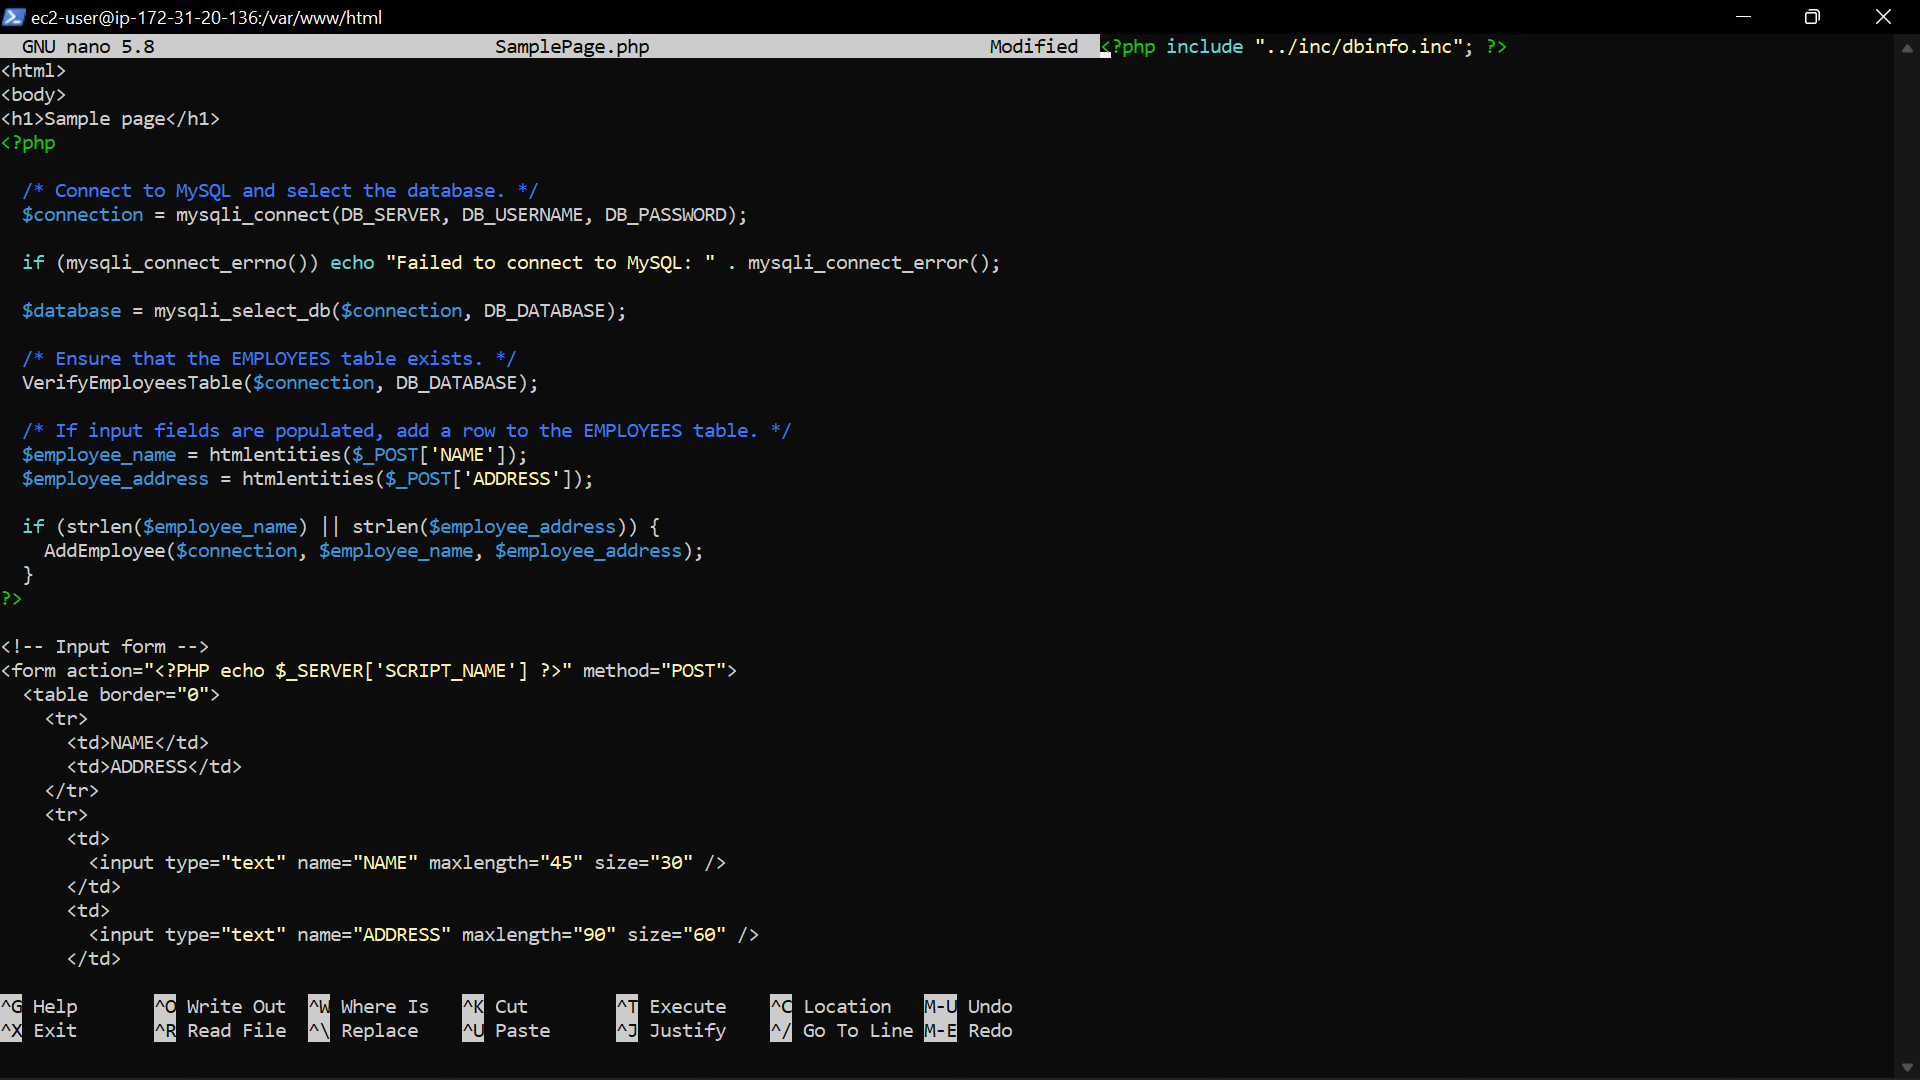 ec2-user@ip-172-31-20-136:/var/www/html
GNU nano 5.8 SamplePage.php Modified <?php include "../inc/dbinfo.inc"; ?>
<html>
<body>
<h1>Sample page</h1>
<?php
/* Connect to MySQL and select the database. */
$connection = mysqli_connect(DB_SERVER, DB_USERNAME, DB_PASSWORD);
if (mysqli_connect_errno()) echo "Failed to connect to MySQL: " . mysqli_connect_error();
$database = mysqli_select_db($connection, DB_DATABASE);
/* Ensure that the EMPLOYEES table exists. */
VerifyEmployeesTable($connection, DB_DATABASE);
/* If input fields are populated, add a row to the EMPLOYEES table. */
$employee_name = htmlentities($_POST['NAME']);
$employee_address = htmlentities($_POST['ADDRESS']);
if (strlen($employee_name) || strlen($employee_address)) {
AddEmployee($connection, $employee_name, $employee_address);
}
?>
<!-- Input form -->
<form action="<?PHP echo $_SERVER['SCRIPT_NAME'] ?>" method="POST">
<table border="0">
<tr>
<td>NAME</td>
<td>ADDRESS</td>
</tr>
<tr>
<td>
<input type="text" name="NAME" maxlength="45" size="30" />
</td>
<td>
<input type="text" name="ADDRESS" maxlength="90" size="60" />
</td>
^G Help ^O Write Out ^W Where Is ^K Cut ^T Execute ^C Location M-U Undo
^X Exit ^R Read File ^\ Replace ^U Paste ^J Justify ^/ Go To Line M-E Redo